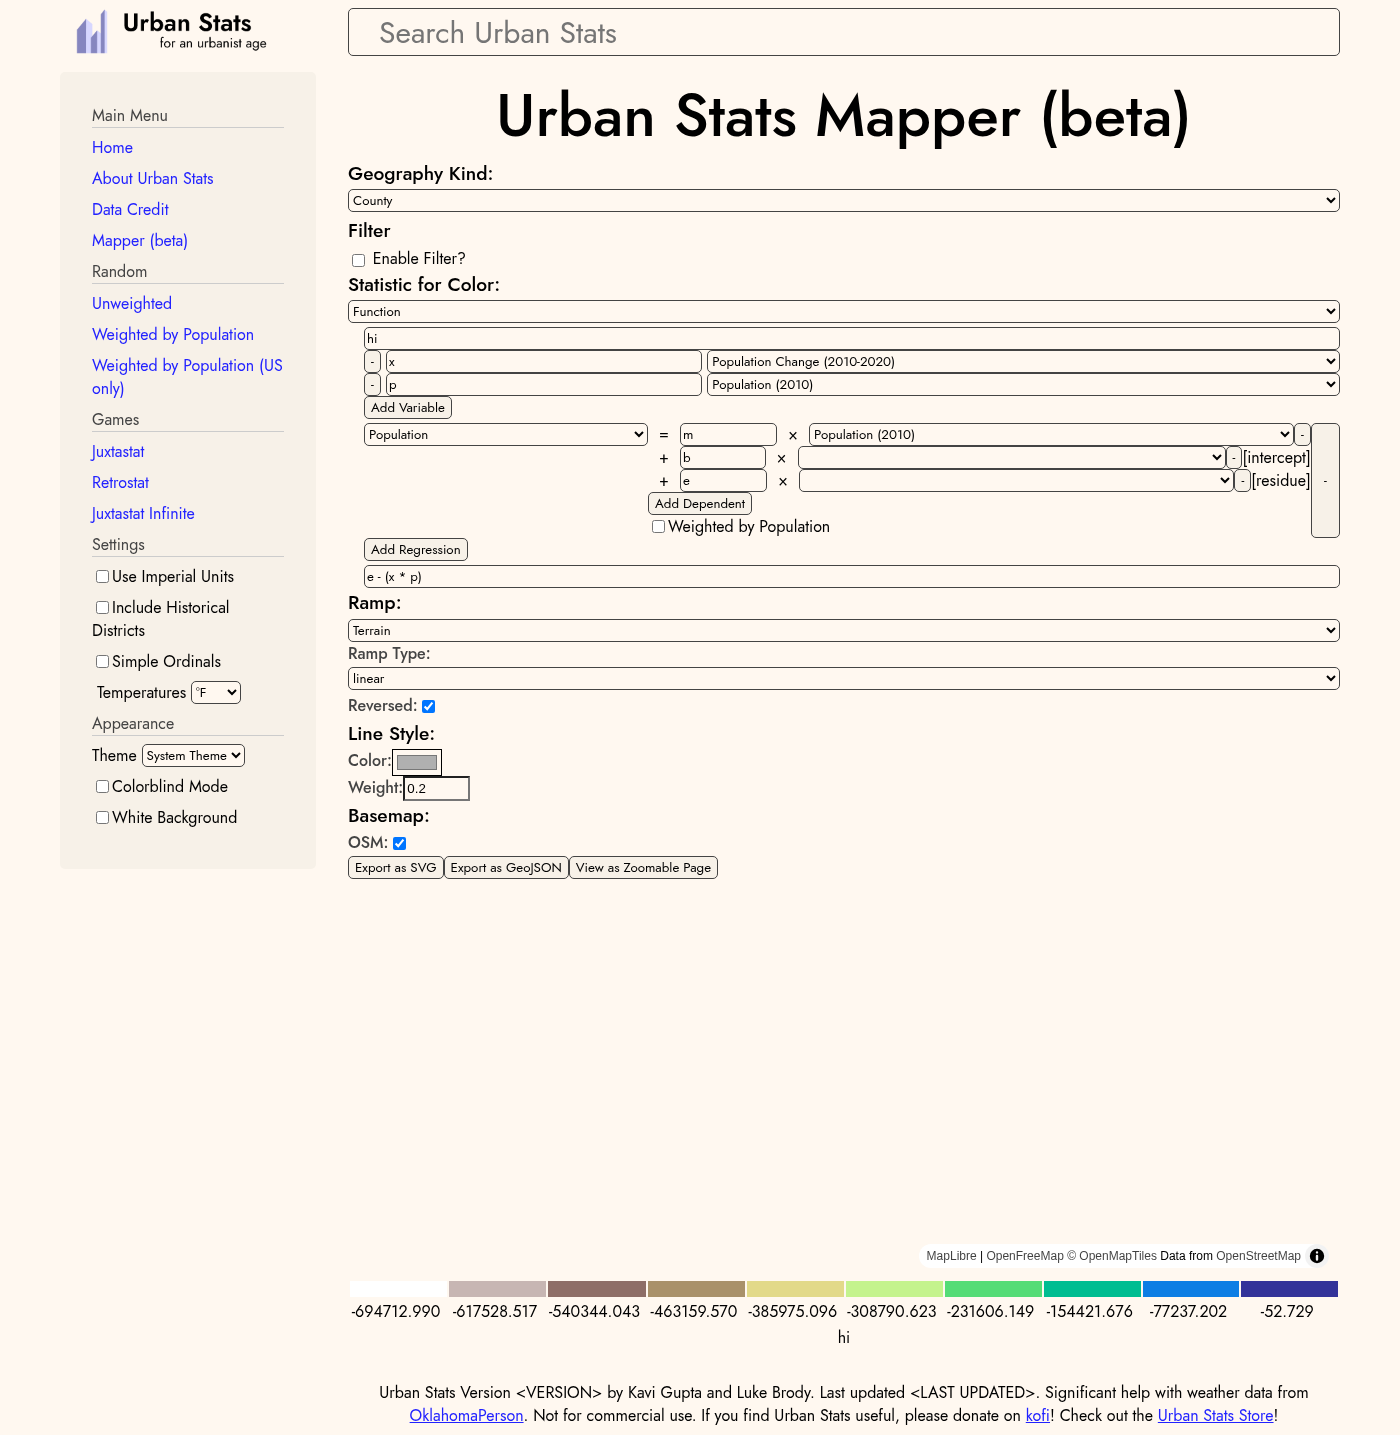 Urban Stats
for an urbanist age
Search Urban Stats
Main Menu
Home
About Urban Stats
Data Credit
Mapper (beta)
Random
Unweighted
Weighted by Population
Weighted by Population (US
only)
Games
Juxtastat
Retrostat
Juxtastat Infinite
Settings
Use Imperial Units
Include Historical
Districts
Simple Ordinals
Temperatures °F
Appearance
Theme System Theme
Colorblind Mode
White Background
Urban Stats Mapper (beta)
Geography Kind:
County
Filter
Enable Filter?
Statistic for Color:
Function
hi
- x Population Change (2010-2020)
- p Population (2010)
Add Variable
Population = m × Population (2010) -
+ b × - [intercept]
+ e × - [residue] -
Add Dependent
Weighted by Population
Add Regression
e - (x * p)
Ramp:
Terrain
Ramp Type:
linear
Reversed:
Line Style:
Color:
Weight: 0.2
Basemap:
OSM:
Export as SVG Export as GeoJSON View as Zoomable Page
MapLibre | OpenFreeMap © OpenMapTiles Data from OpenStreetMap
-694712.990 -617528.517 -540344.043 -463159.570 -385975.096 -308790.623 -231606.149 -154421.676 -77237.202 -52.729
hi
Urban Stats Version <VERSION> by Kavi Gupta and Luke Brody. Last updated <LAST UPDATED>. Significant help with weather data from
OklahomaPerson. Not for commercial use. If you find Urban Stats useful, please donate on kofi! Check out the Urban Stats Store!